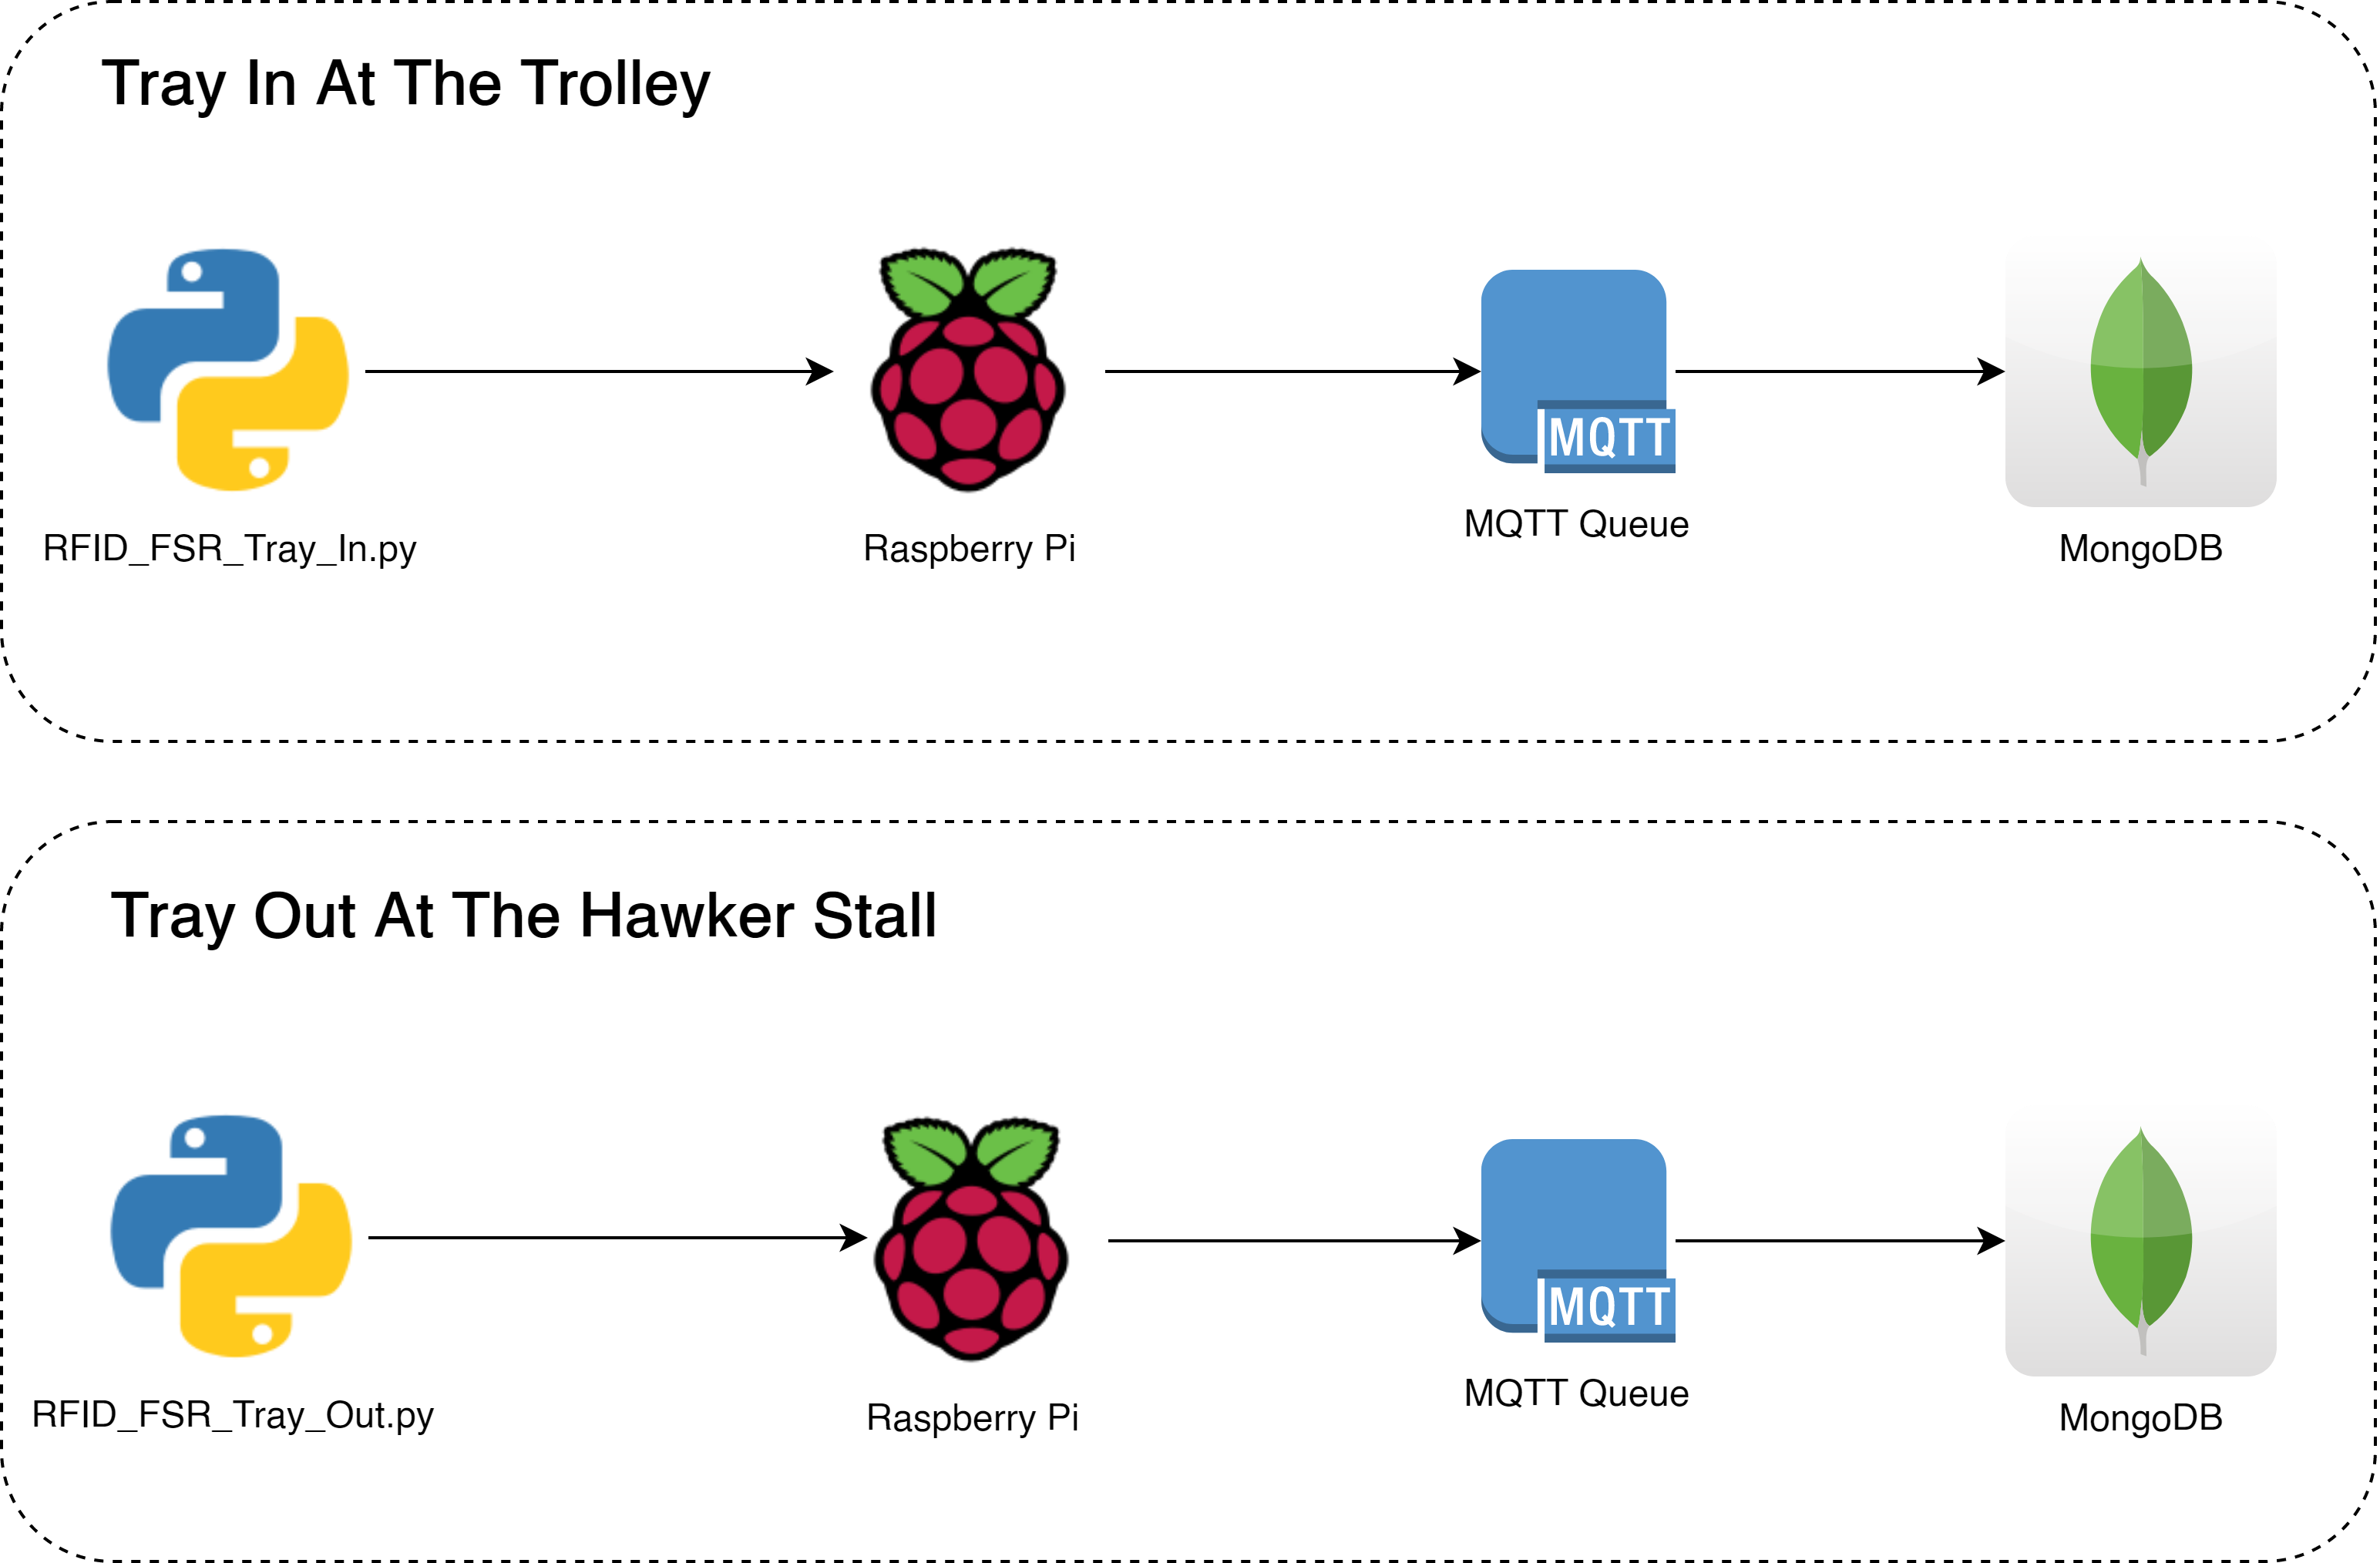 Tray In At The Trolley
RFID_FSR_Tray_In.py
Raspberry Pi
MQTT
MQTT Queue
MongoDB
Tray Out At The Hawker Stall
RFID_FSR_Tray_Out.py
Raspberry Pi
MQTT
MQTT Queue
MongoDB